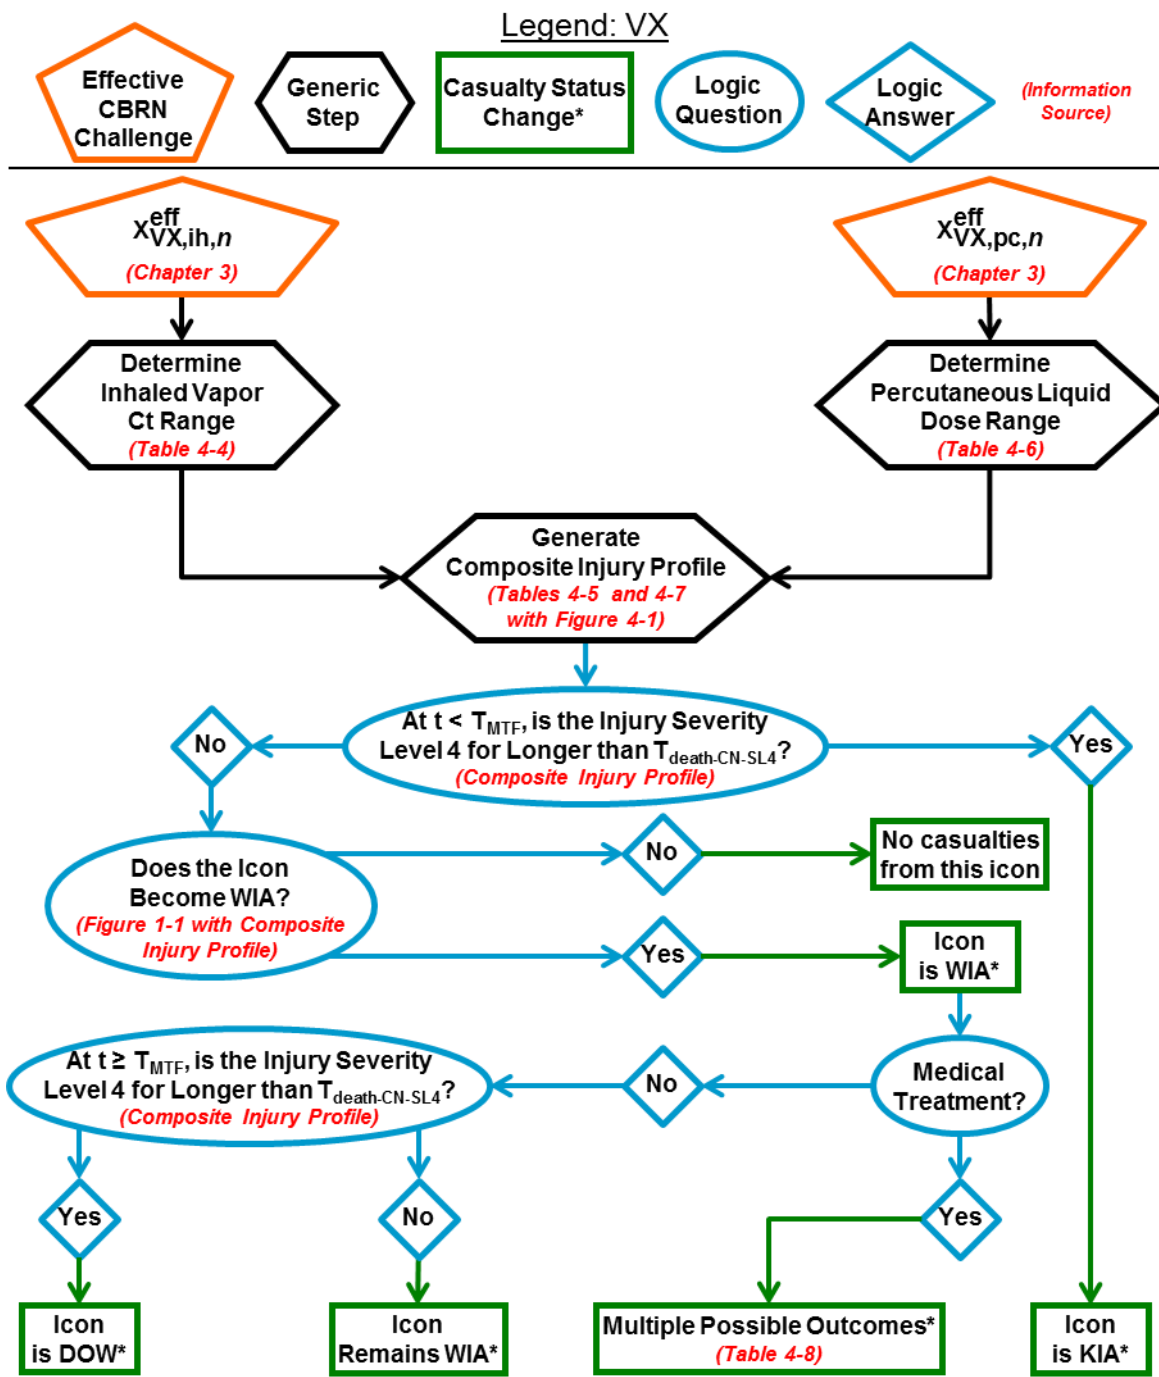 Legend: VX
Effective
CBRN
Challenge
Generic
Step
Casualty Status
Change*
Logic
Question
Logic
Answer
(Information
Source)
X^eff_VX,ih,n
(Chapter 3)
X^eff_VX,pc,n
(Chapter 3)
Determine
Inhaled Vapor
Ct Range
(Table 4-4)
Determine
Percutaneous Liquid
Dose Range
(Table 4-6)
Generate
Composite Injury Profile
(Tables 4-5 and 4-7
with Figure 4-1)
At t < T_MTF, is the Injury Severity
Level 4 for Longer than T_death-CN-SL4?
(Composite Injury Profile)
No
Yes
Does the Icon
Become WIA?
(Figure 1-1 with Composite
Injury Profile)
No
No casualties
from this icon
Yes
Icon
is WIA*
Medical
Treatment?
No
At t ≥ T_MTF, is the Injury Severity
Level 4 for Longer than T_death-CN-SL4?
(Composite Injury Profile)
Yes
No
Yes
Icon
is DOW*
Icon
Remains WIA*
Multiple Possible Outcomes*
(Table 4-8)
Icon
is KIA*